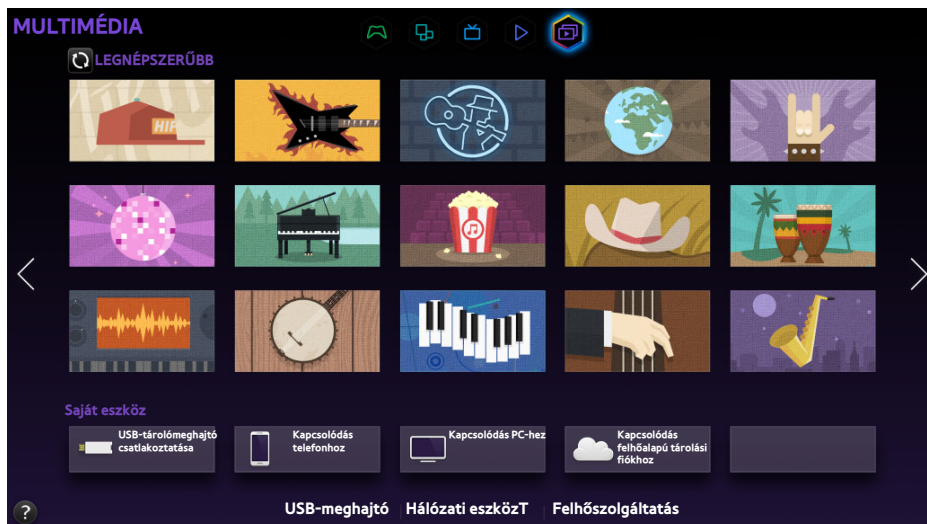 MULTIMÉDIA
LEGNÉPSZERŰBB
HIP
Saját eszköz
USB-tárolómeghajtó
csatlakoztatása
Kapcsolódás
telefonhoz
Kapcsolódás PC-hez
Kapcsolódás
felhőalapú tárolási
fiókhoz
USB-meghajtó Hálózati eszközT Felhőszolgáltatás
?